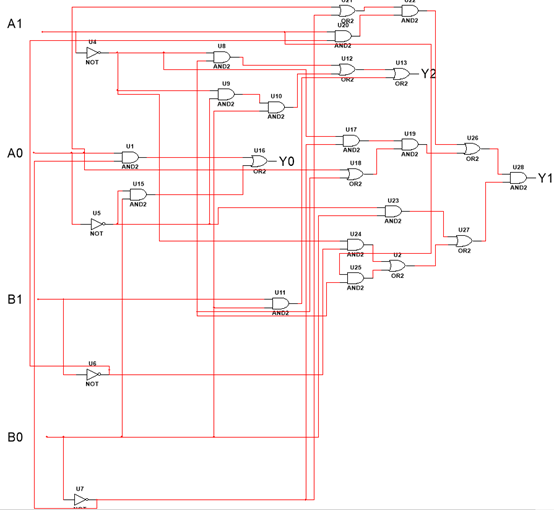 U21
OR2
U22
AND2
A1
U20
AND2
U4
NOT
U8
AND2
U12
OR2
U13
OR2
Y2
U9
AND2
U10
AND2
U17
AND2
U19
AND2
U26
OR2
A0
U1
AND2
U16
OR2
Y0
U18
OR2
U28
AND2
Y1
U15
AND2
U5
NOT
U23
AND2
U24
AND2
U27
OR2
U2
OR2
U25
AND2
B1
U11
AND2
U6
NOT
B0
U7
NOT